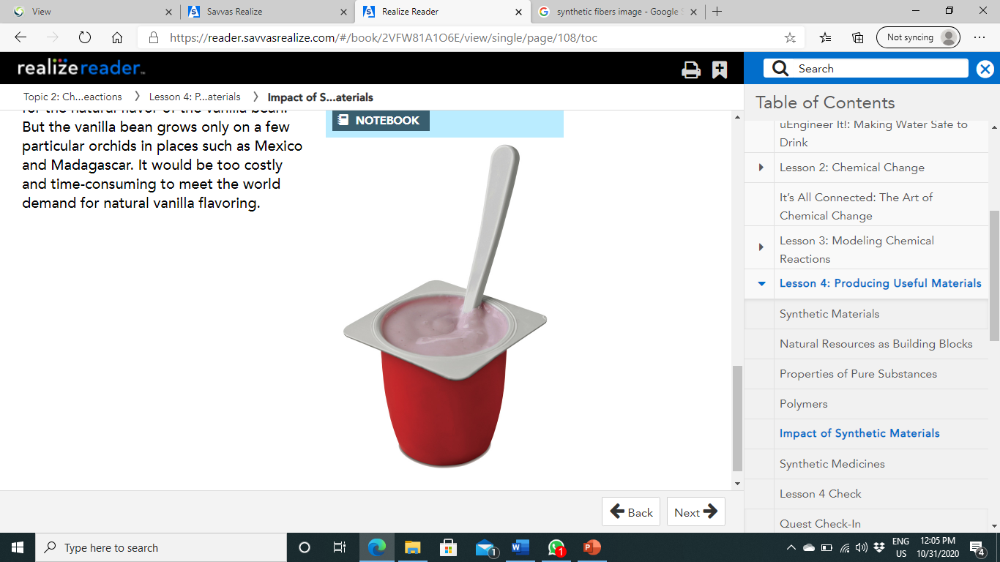 View
Savvas Realize
Realize Reader
synthetic fibers image - Google S
https://reader.savvasrealize.com/#/book/2VFW81A1O6E/view/single/page/108/toc
Not syncing
realizereader
Search
Topic 2: Ch...eactions
Lesson 4: P...aterials
Impact of S...aterials
Table of Contents
for the natural flavor of the vanilla bean.
But the vanilla bean grows only on a few
particular orchids in places such as Mexico
and Madagascar. It would be too costly
and time-consuming to meet the world
demand for natural vanilla flavoring.
NOTEBOOK
uEngineer It!: Making Water Safe to
Drink
Lesson 2: Chemical Change
It's All Connected: The Art of
Chemical Change
Lesson 3: Modeling Chemical
Reactions
Lesson 4: Producing Useful Materials
Synthetic Materials
Natural Resources as Building Blocks
Properties of Pure Substances
Polymers
Impact of Synthetic Materials
Synthetic Medicines
Lesson 4 Check
Quest Check-In
Back
Next
Type here to search
1
1
ENG
US
12:05 PM
10/31/2020
4